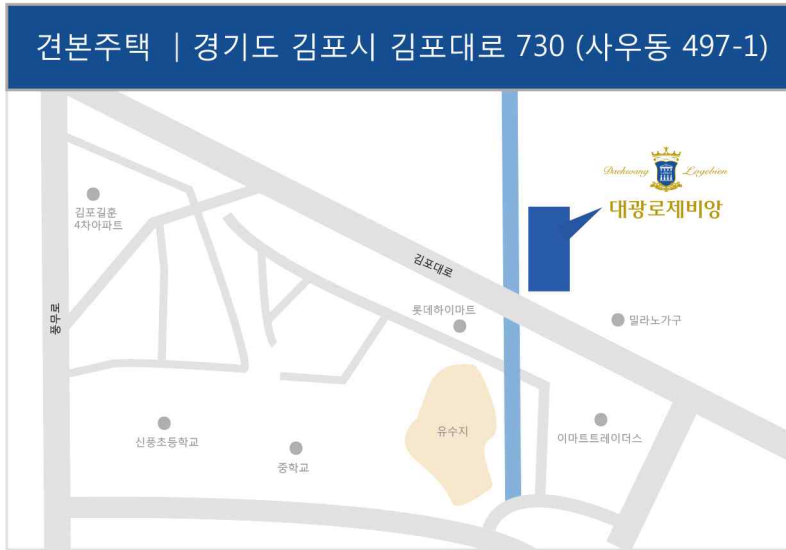 견본주택 | 경기도 김포시 김포대로 730 (사우동 497-1)
Daekwang Logebien
대광로제비앙
김포길훈
4차아파트
김포대로
풍무로
롯데하이마트
밀라노가구
신풍초등학교
중학교
유수지
이마트트레이더스